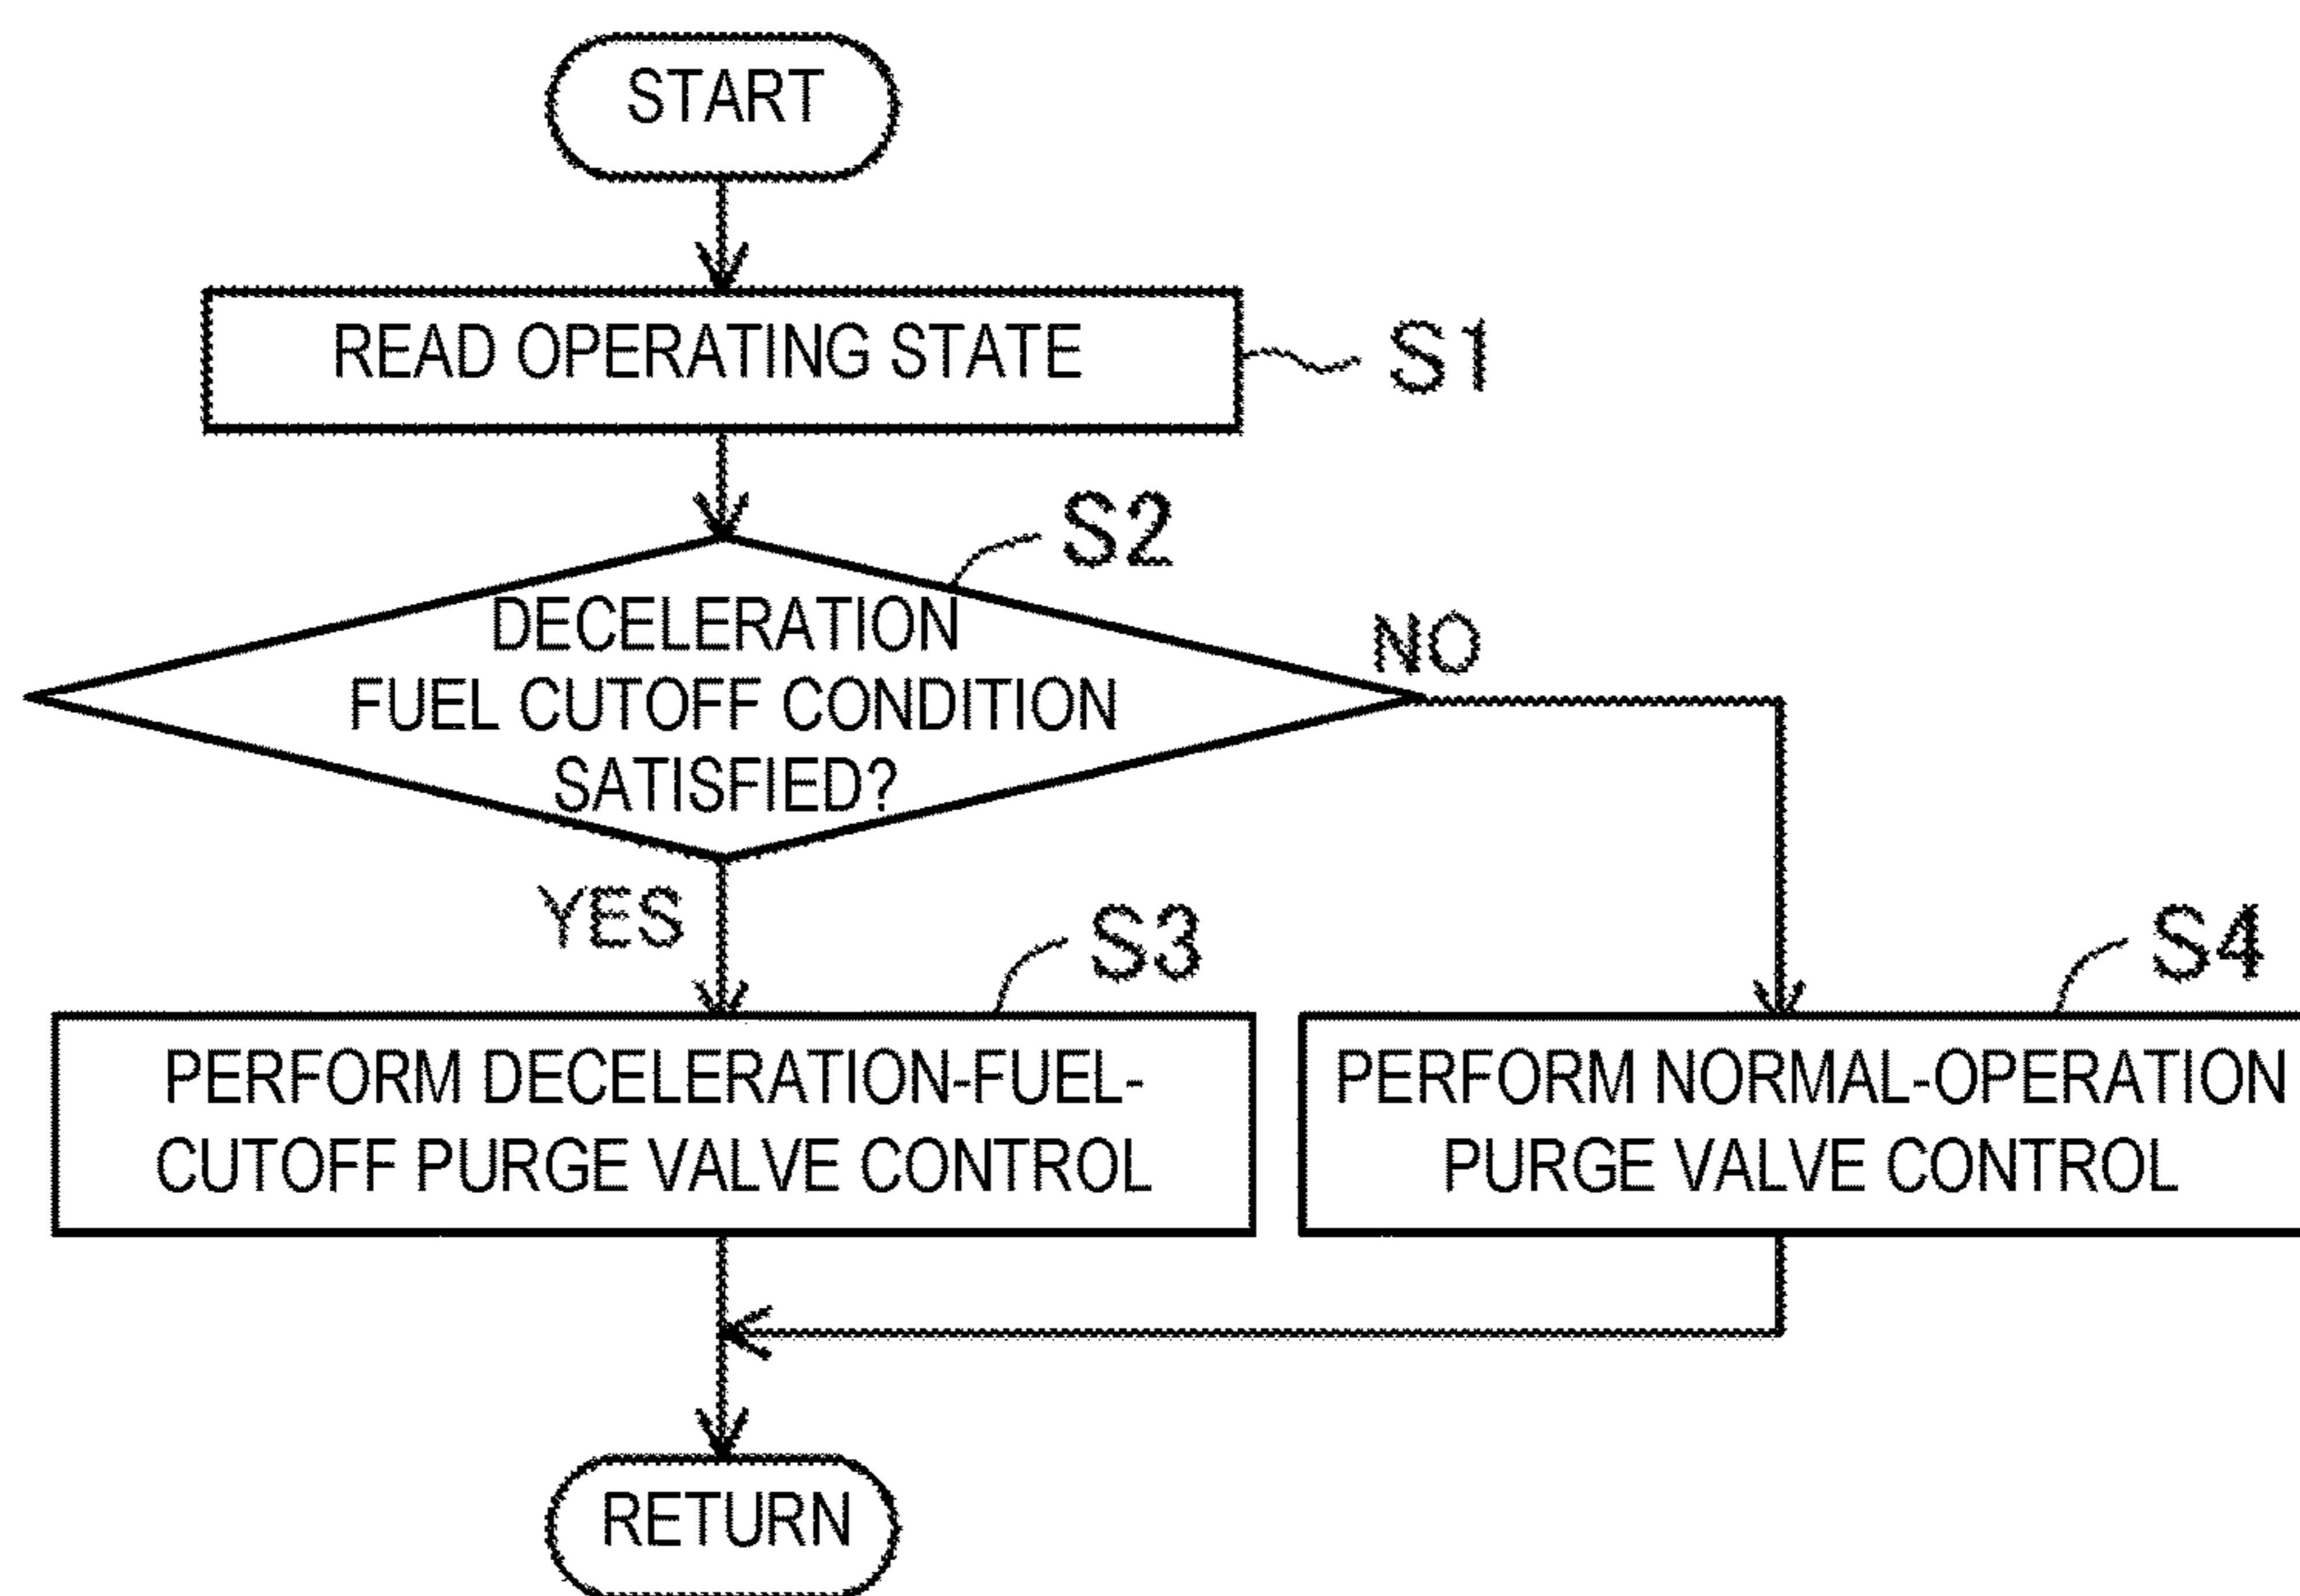 START
READ OPERATING STATE
S1
S2
DECELERATION
FUEL CUTOFF CONDITION
SATISFIED?
NO
YES
S3
PERFORM DECELERATION-FUEL-
CUTOFF PURGE VALVE CONTROL
S4
PERFORM NORMAL-OPERATION
PURGE VALVE CONTROL
RETURN